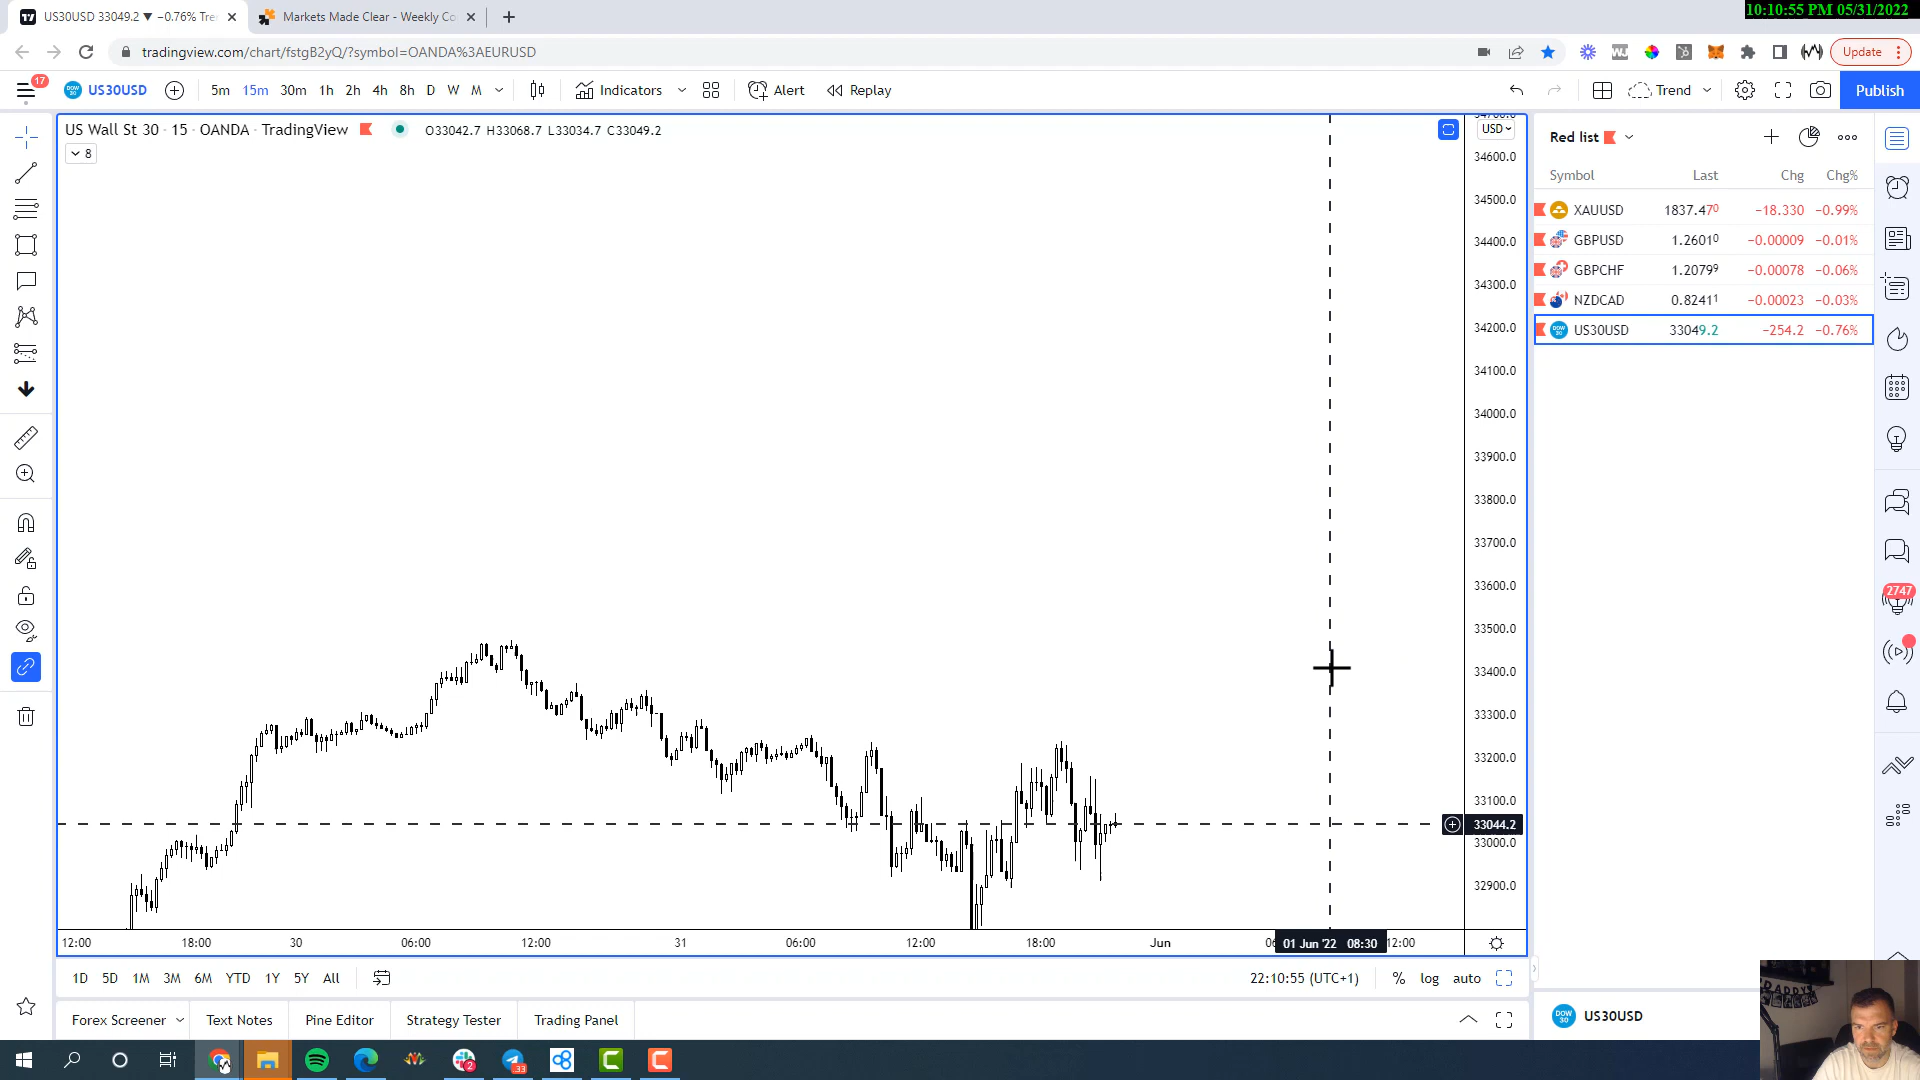 US30USD 33049.2 ▼ −0.76% Tre
Markets Made Clear - Weekly Co
10:10:55 PM 05/31/2022
tradingview.com/chart/fstgB2yQ/?symbol=OANDA%3AEURUSD
Update
17
US30USD
5m 15m 30m 1h 2h 4h 8h D W M
Indicators
Alert
Replay
Trend
Publish
US Wall St 30 · 15 · OANDA · TradingView
O33042.7 H33068.7 L33034.7 C33049.2
8
USD
34600.0
34500.0
34400.0
34300.0
34200.0
34100.0
34000.0
33900.0
33800.0
33700.0
33600.0
33500.0
33400.0
33300.0
33200.0
33100.0
33044.2
33000.0
32900.0
12:00 18:00 30 06:00 12:00 31 06:00 12:00 18:00 Jun
01 Jun '22 08:30
12:00
1D 5D 1M 3M 6M YTD 1Y 5Y All
22:10:55 (UTC+1)
% log auto
Forex Screener
Text Notes
Pine Editor
Strategy Tester
Trading Panel
Red list
Symbol Last Chg Chg%
XAUUSD 1837.470 −18.330 −0.99%
GBPUSD 1.26010 −0.00009 −0.01%
GBPCHF 1.20799 −0.00078 −0.06%
NZDCAD 0.82411 −0.00023 −0.03%
US30USD 33049.2 −254.2 −0.76%
2747
DOW 30
US30USD
2
33